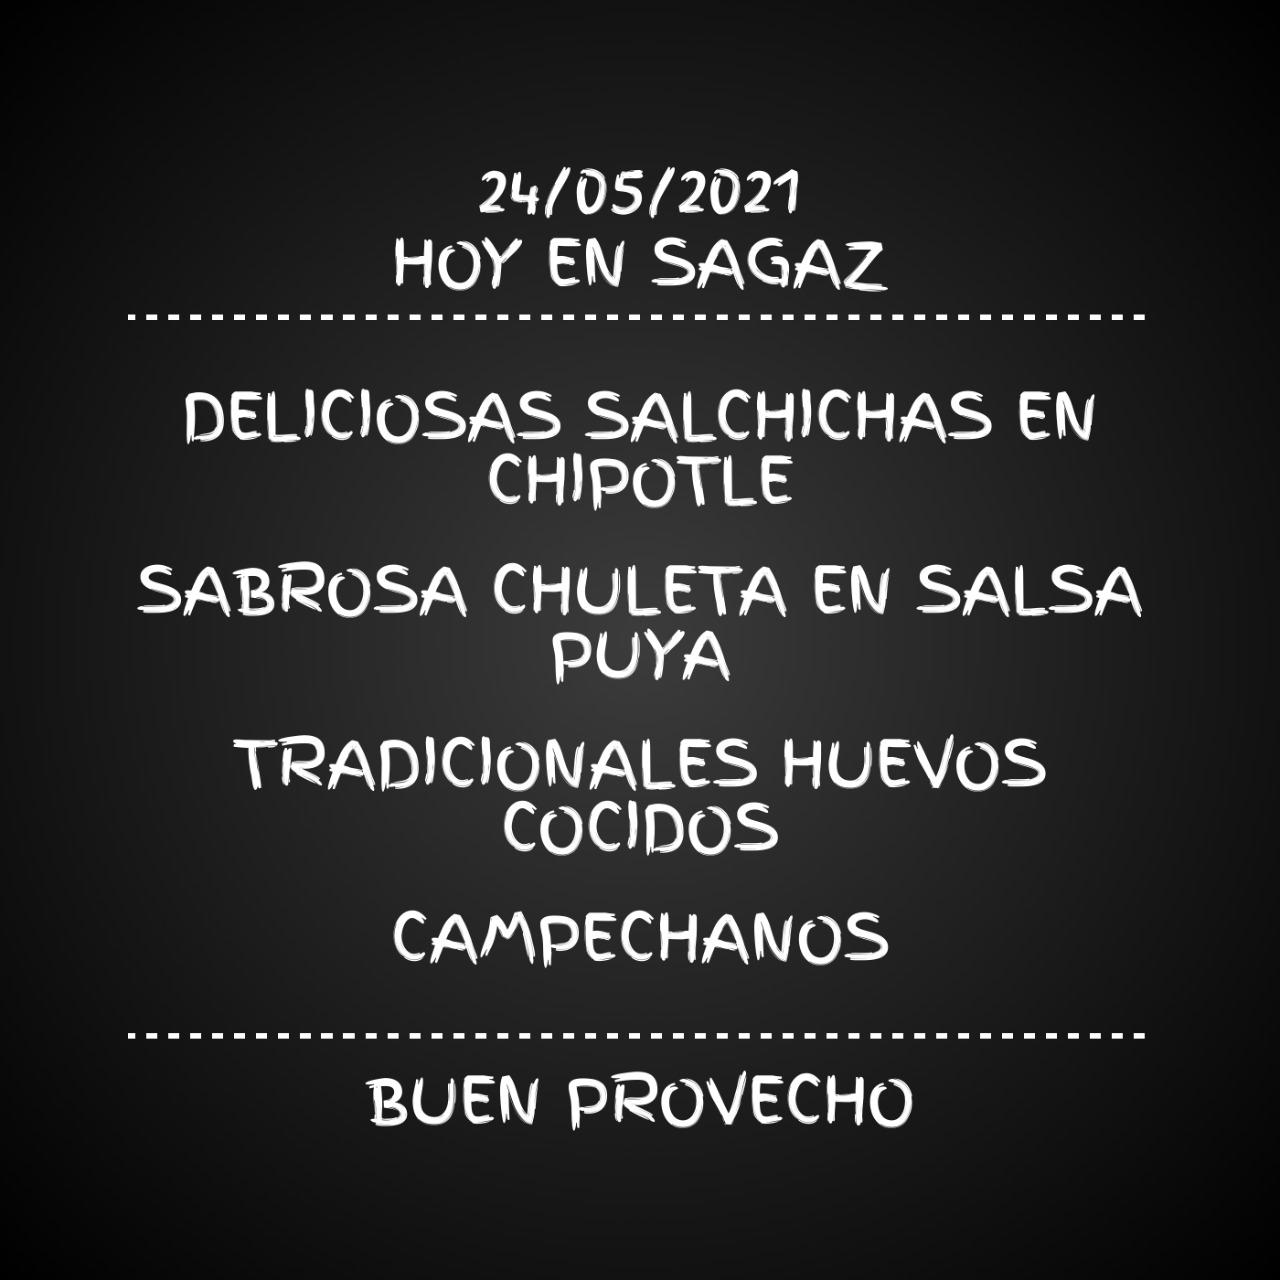 24/05/2021
HOY EN SAGAZ
DELICIOSAS SALCHICHAS EN
CHIPOTLE
SABROSA CHULETA EN SALSA
PUYA
TRADICIONALES HUEVOS
COCIDOS
CAMPECHANOS
BUEN PROVECHO